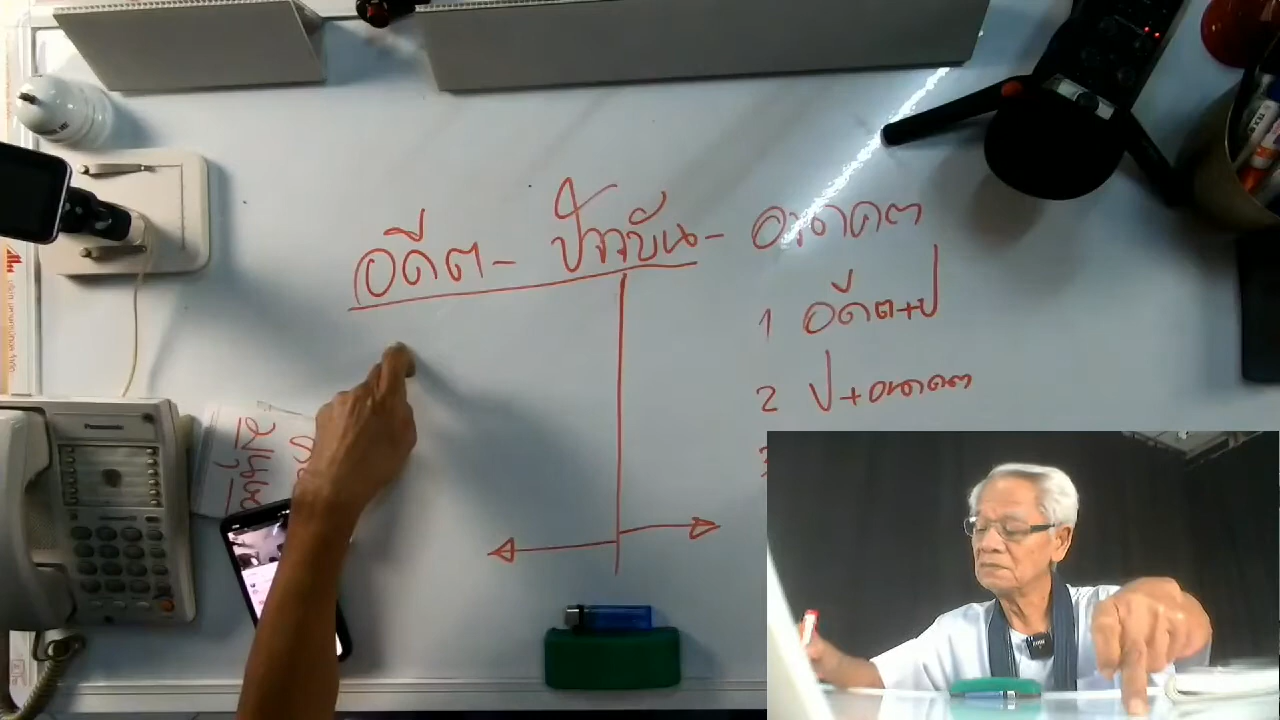 อดีต- ปัจจบัน- อนาคต
1 อดีต+ป
2 ป+อนาคต
Panasonic